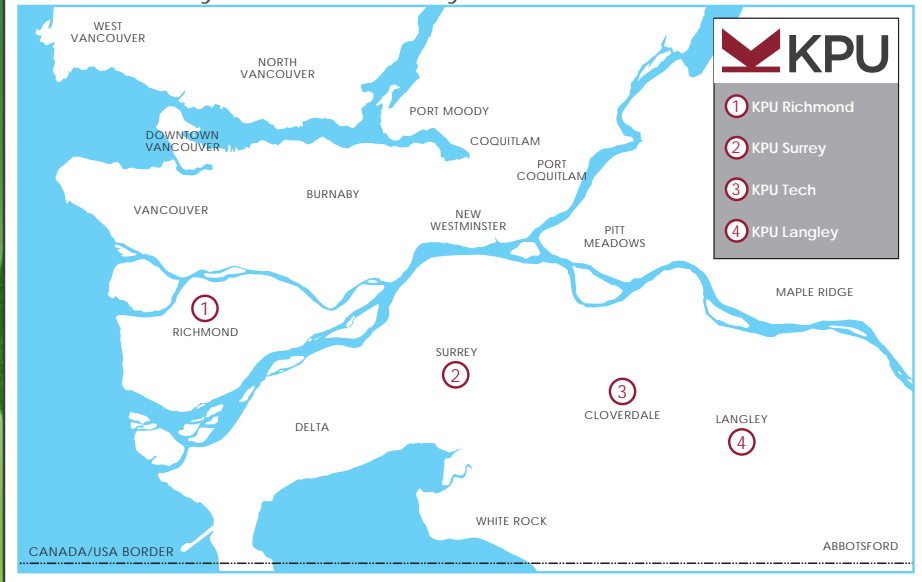 WEST
VANCOUVER
NORTH
VANCOUVER
KPU
PORT MOODY
1 KPU Richmond
DOWNTOWN
VANCOUVER
COQUITLAM
2 KPU Surrey
PORT
COQUITLAM
3 KPU Tech
BURNABY
VANCOUVER
NEW
WESTMINSTER
PITT
MEADOWS
4 KPU Langley
MAPLE RIDGE
1
RICHMOND
SURREY
2
3
CLOVERDALE
LANGLEY
4
DELTA
WHITE ROCK
ABBOTSFORD
CANADA/USA BORDER